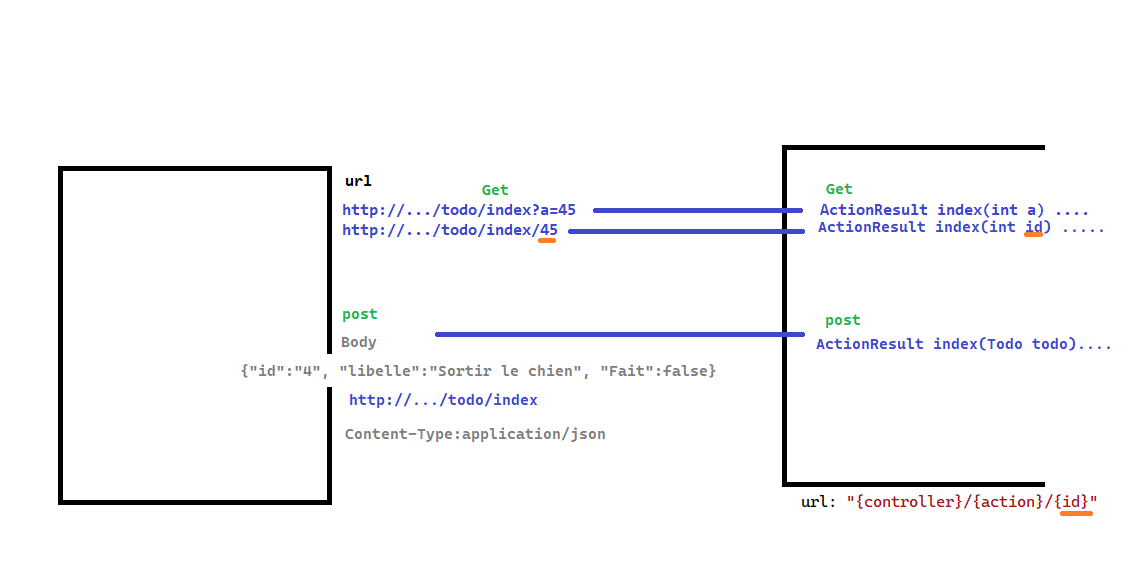 url
Get
http://.../todo/index?a=45
http://.../todo/index/45
post
Body
{"id":"4", "libelle":"Sortir le chien", "Fait":false}
http://.../todo/index
Content-Type:application/json
Get
ActionResult index(int a) ....
ActionResult index(int id) .....
post
ActionResult index(Todo todo)....
url: "{controller}/{action}/{id}"